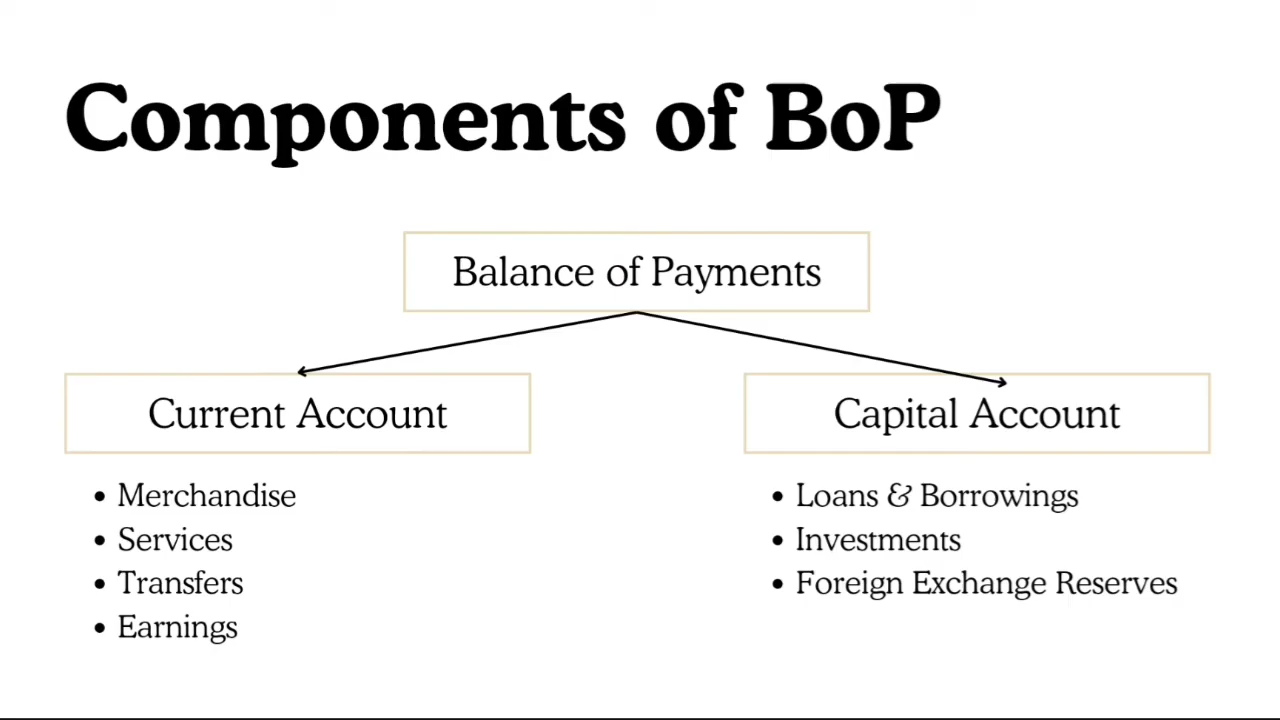 Components of BoP
Balance of Payments
Current Account
Capital Account
• Merchandise
• Services
• Transfers
• Earnings
• Loans & Borrowings
• Investments
• Foreign Exchange Reserves